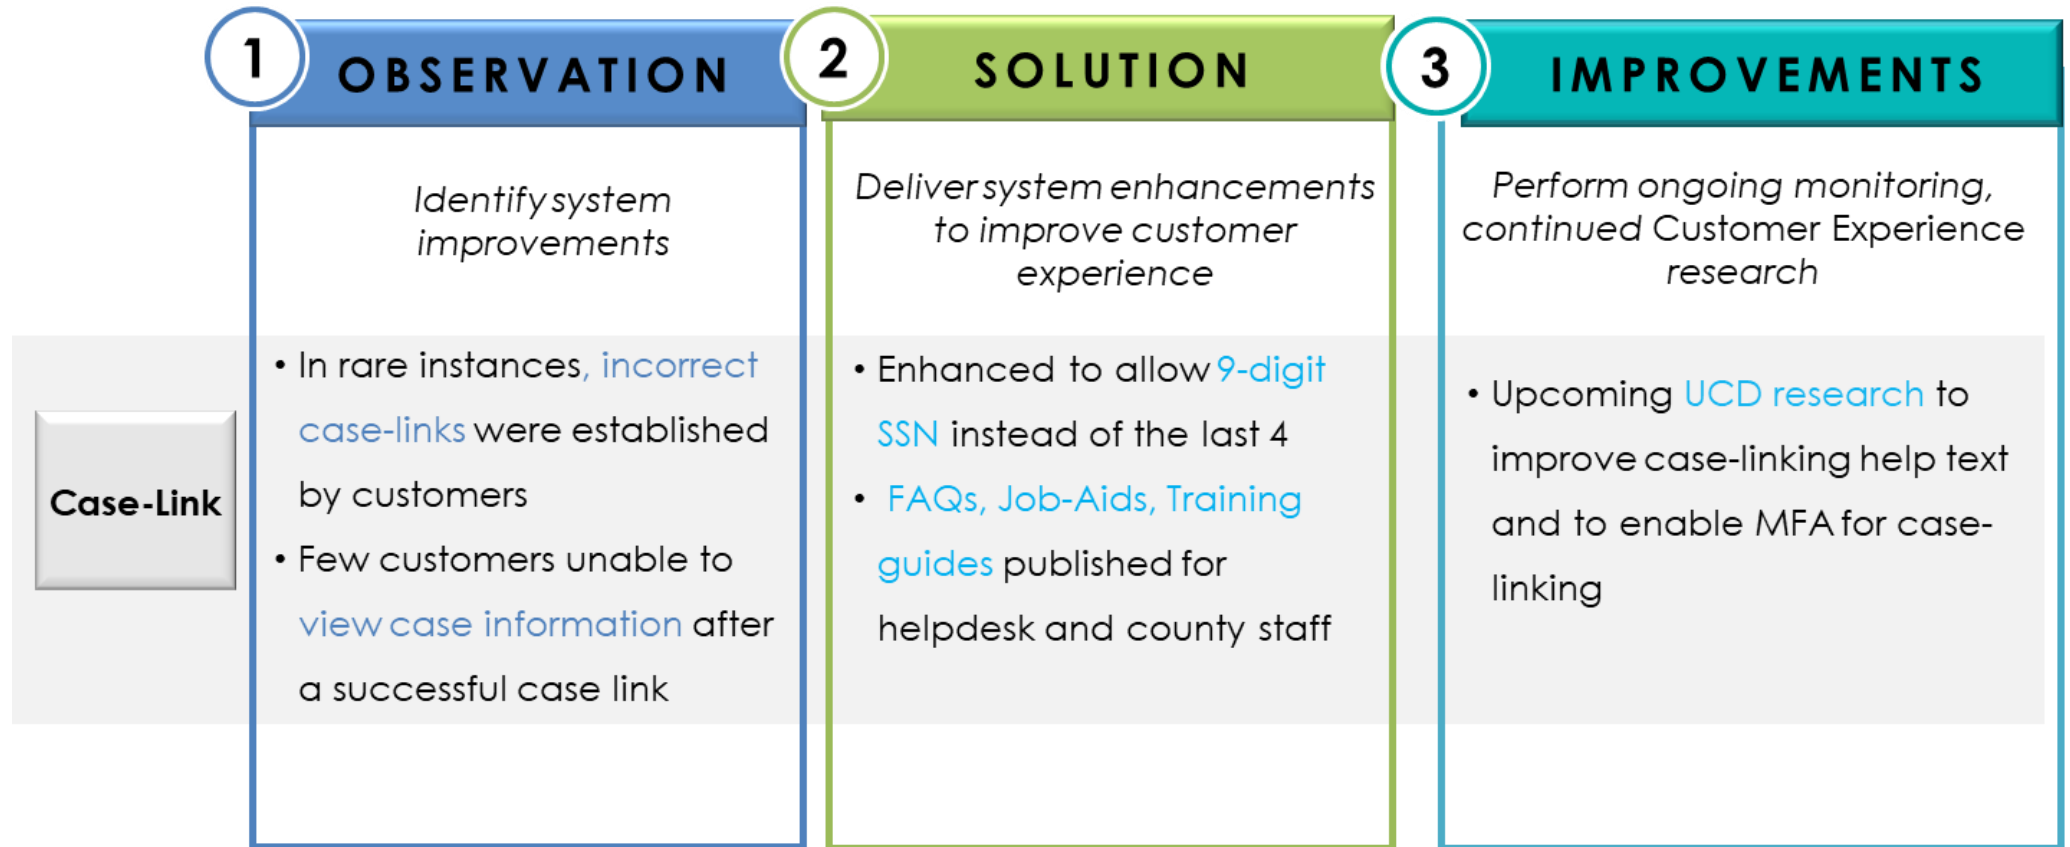 1
OBSERVATION
Identify system
improvements
• In rare instances, incorrect
case-links were established
by customers
• Few customers unable to
view case information after
a successful case link
2
SOLUTION
Deliver system enhancements
to improve customer
experience
• Enhanced to allow 9-digit
SSN instead of the last 4
• FAQs, Job-Aids, Training
guides published for
helpdesk and county staff
3
IMPROVEMENTS
Perform ongoing monitoring,
continued Customer Experience
research
• Upcoming UCD research to
improve case-linking help text
and to enable MFA for case-
linking
Case-Link